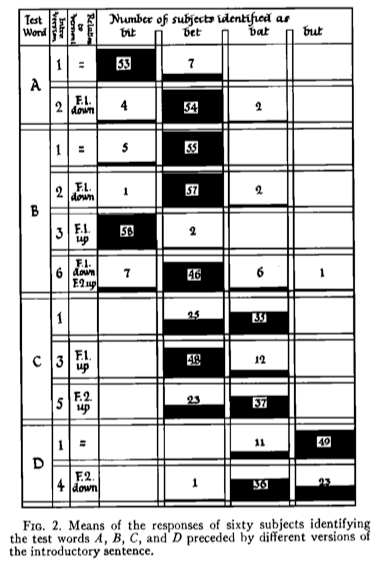 Test Word Intro version Relative to normal Number of subjects identified as
bit bet bat but
A 1 = 53 7
2 F.1. down 4 54 2
B 1 = 5 55
2 F.1. down 1 57 2
3 F.1. up 58 2
6 F.1. down F.2.up 7 46 6 1
C 1 25 35
3 F.1. up 48 12
5 F.2. up 23 37
D 1 = 11 49
4 F.2. down 1 36 23
FIG. 2. Means of the responses of sixty subjects identifying
the test words A, B, C, and D preceded by different versions of
the introductory sentence.